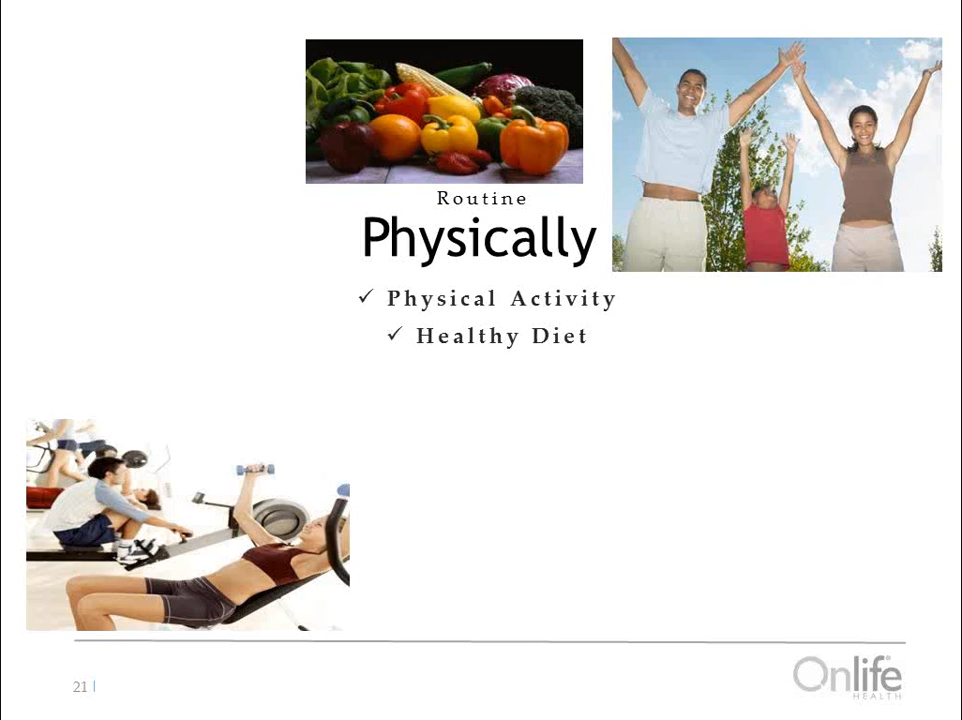 Routine
Physically
✓ Physical Activity
✓ Healthy Diet
21 |
Onlife
HEALTH